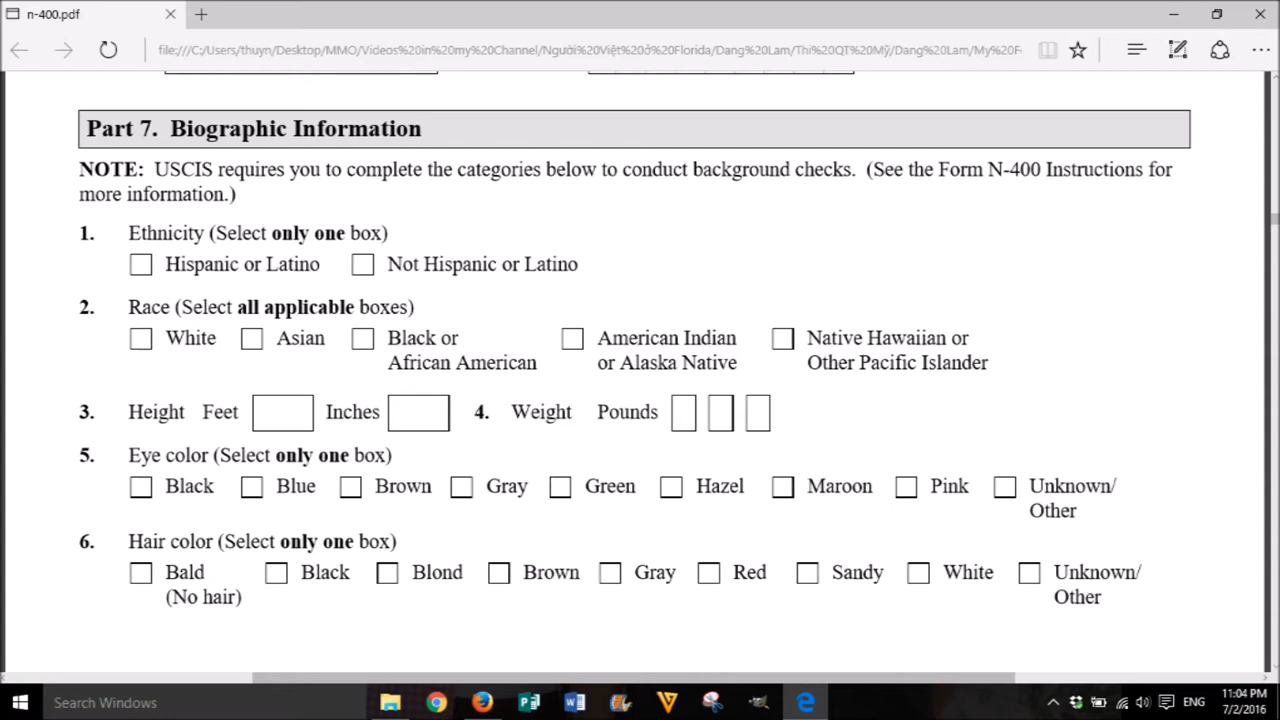 n-400.pdf
file:///C:/Users/thuyn/Desktop/MMO/Videos%20in%20my%20Channel/Người%20Việt%20ở%20Florida/Dang%20Lam/Thi%20QT%20Mỹ/Dang%20Lam/My%20F
Part 7. Biographic Information
NOTE: USCIS requires you to complete the categories below to conduct background checks. (See the Form N-400 Instructions for
more information.)
1. Ethnicity (Select only one box)
Hispanic or Latino Not Hispanic or Latino
2. Race (Select all applicable boxes)
White Asian Black or American Indian Native Hawaiian or
African American or Alaska Native Other Pacific Islander
3. Height Feet Inches 4. Weight Pounds
5. Eye color (Select only one box)
Black Blue Brown Gray Green Hazel Maroon Pink Unknown/
Other
6. Hair color (Select only one box)
Bald Black Blond Brown Gray Red Sandy White Unknown/
(No hair) Other
Search Windows
ENG
11:04 PM
7/2/2016